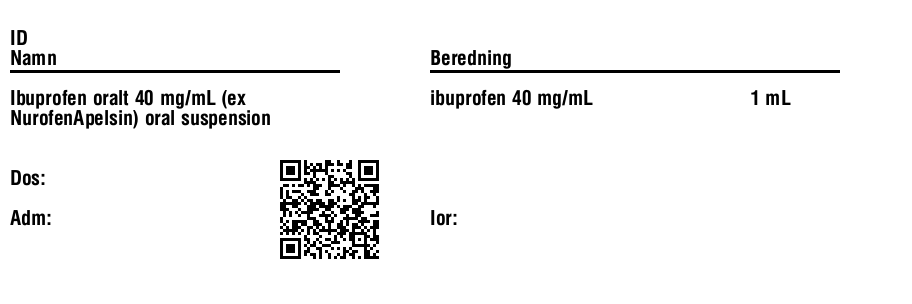 ID
Namn
Beredning
Ibuprofen oralt 40 mg/mL (ex
NurofenApelsin) oral suspension
ibuprofen 40 mg/mL 1 mL
Dos:
Adm:
Ior: